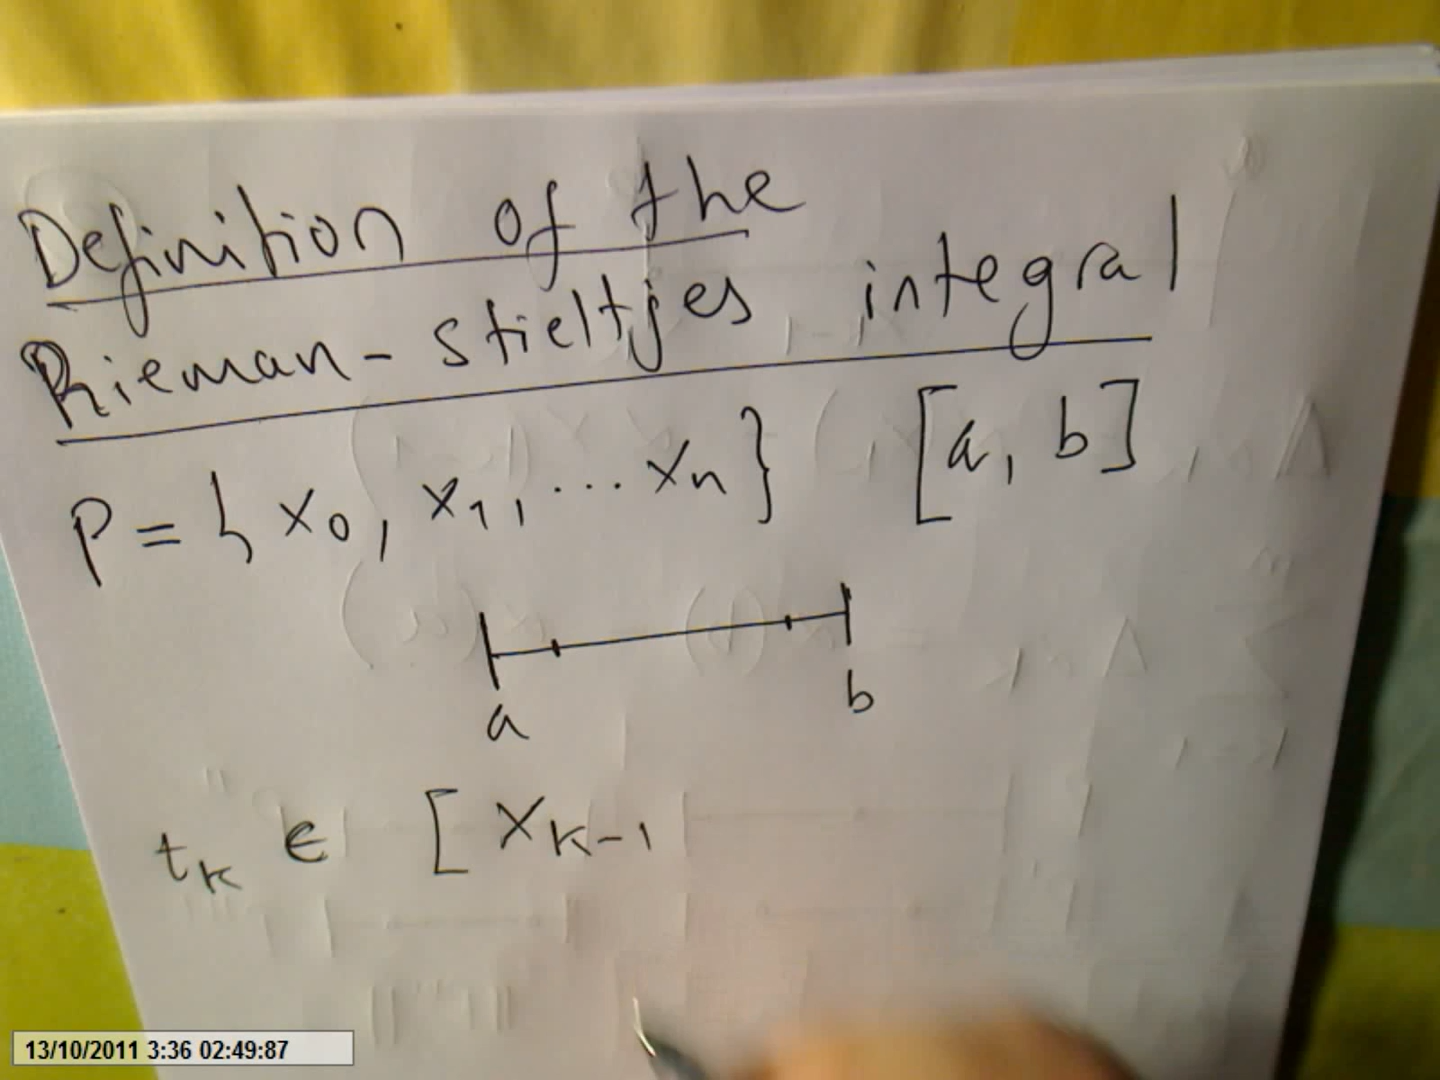 Definition of the
Rieman-stieltjes integral
P = { x₀, x₁, ... xₙ } [a, b]
a b
tₖ ∈ [ xₖ₋₁
13/10/2011 3:36 02:49:87